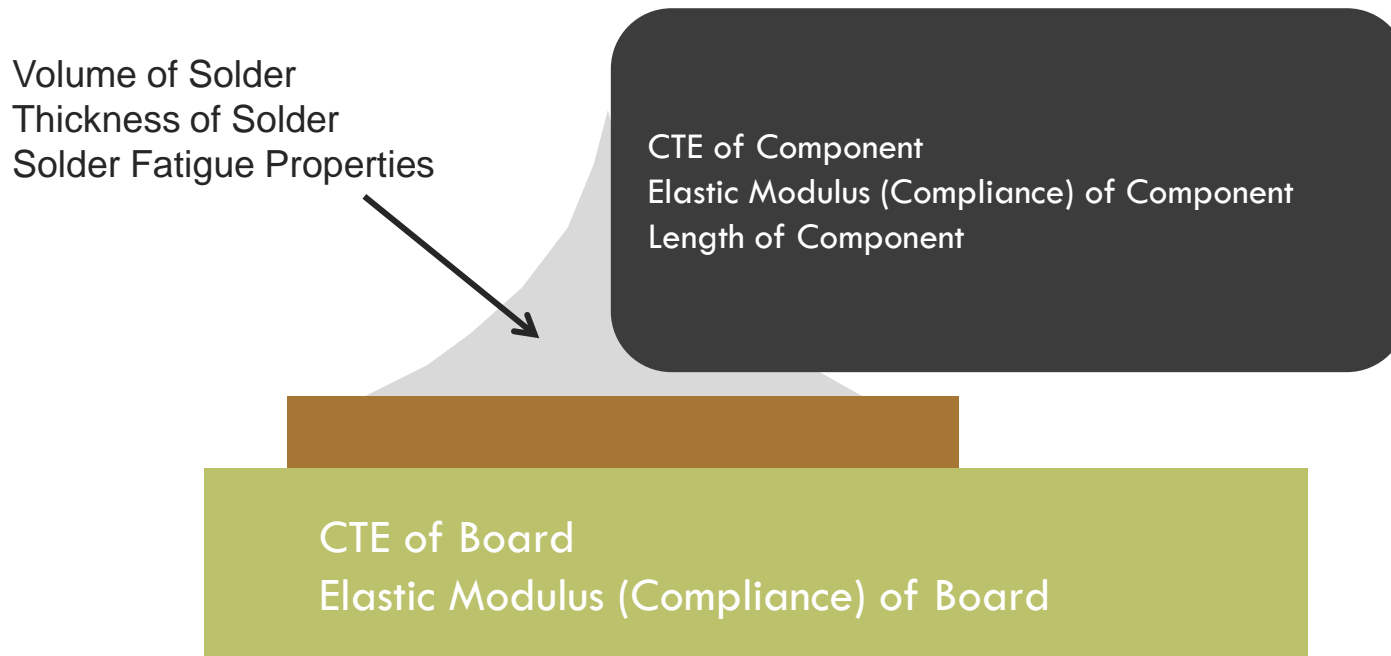 Volume of Solder
Thickness of Solder
Solder Fatigue Properties
CTE of Component
Elastic Modulus (Compliance) of Component
Length of Component
CTE of Board
Elastic Modulus (Compliance) of Board